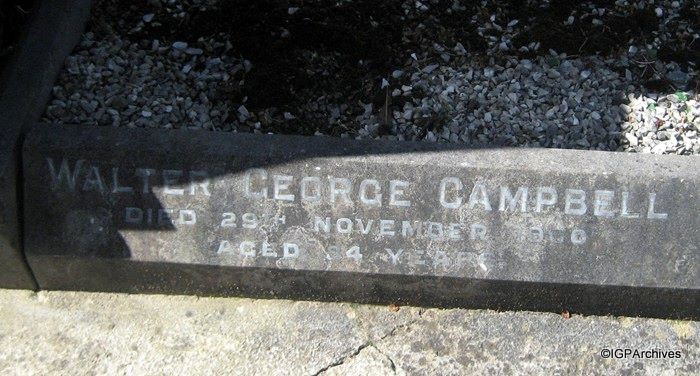 WALTER GEORGE CAMPBELL
DIED 29TH NOVEMBER
AGED YEARS
©IGPArchives